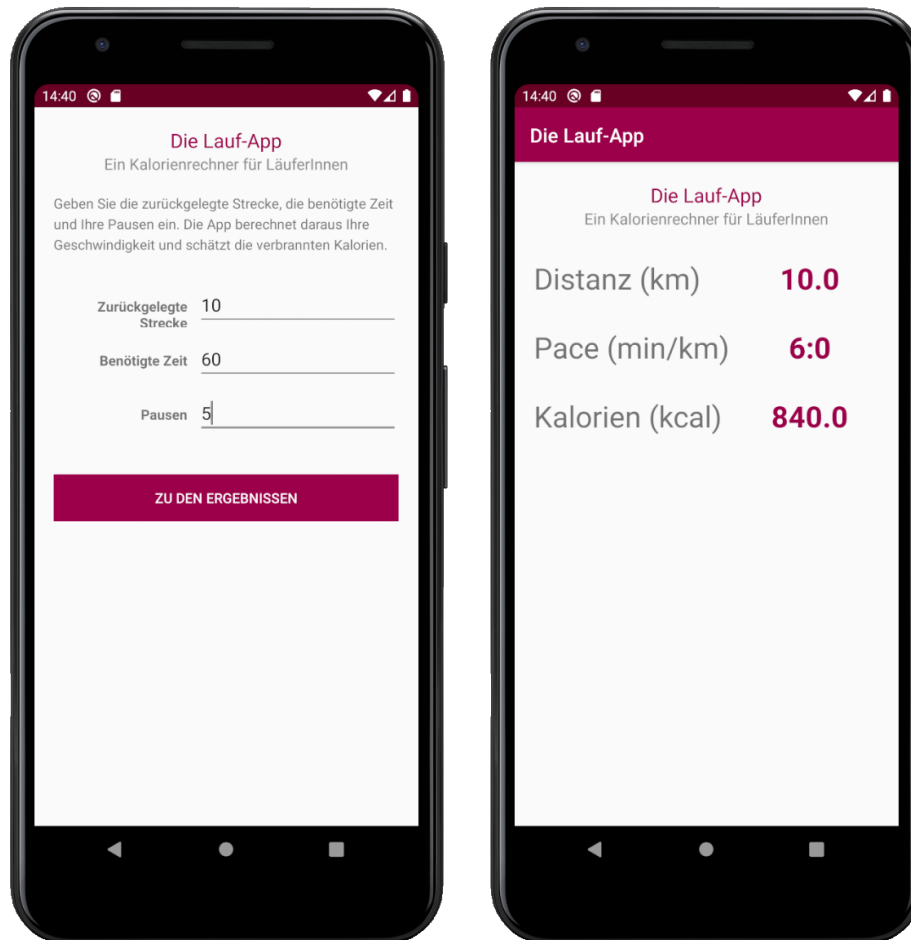 14:40
Die Lauf-App
Ein Kalorienrechner für LäuferInnen
Geben Sie die zurückgelegte Strecke, die benötigte Zeit
und Ihre Pausen ein. Die App berechnet daraus Ihre
Geschwindigkeit und schätzt die verbrannten Kalorien.
Zurückgelegte 10
Strecke
Benötigte Zeit 60
Pausen 5
ZU DEN ERGEBNISSEN
14:40
Die Lauf-App
Die Lauf-App
Ein Kalorienrechner für LäuferInnen
Distanz (km) 10.0
Pace (min/km) 6:0
Kalorien (kcal) 840.0